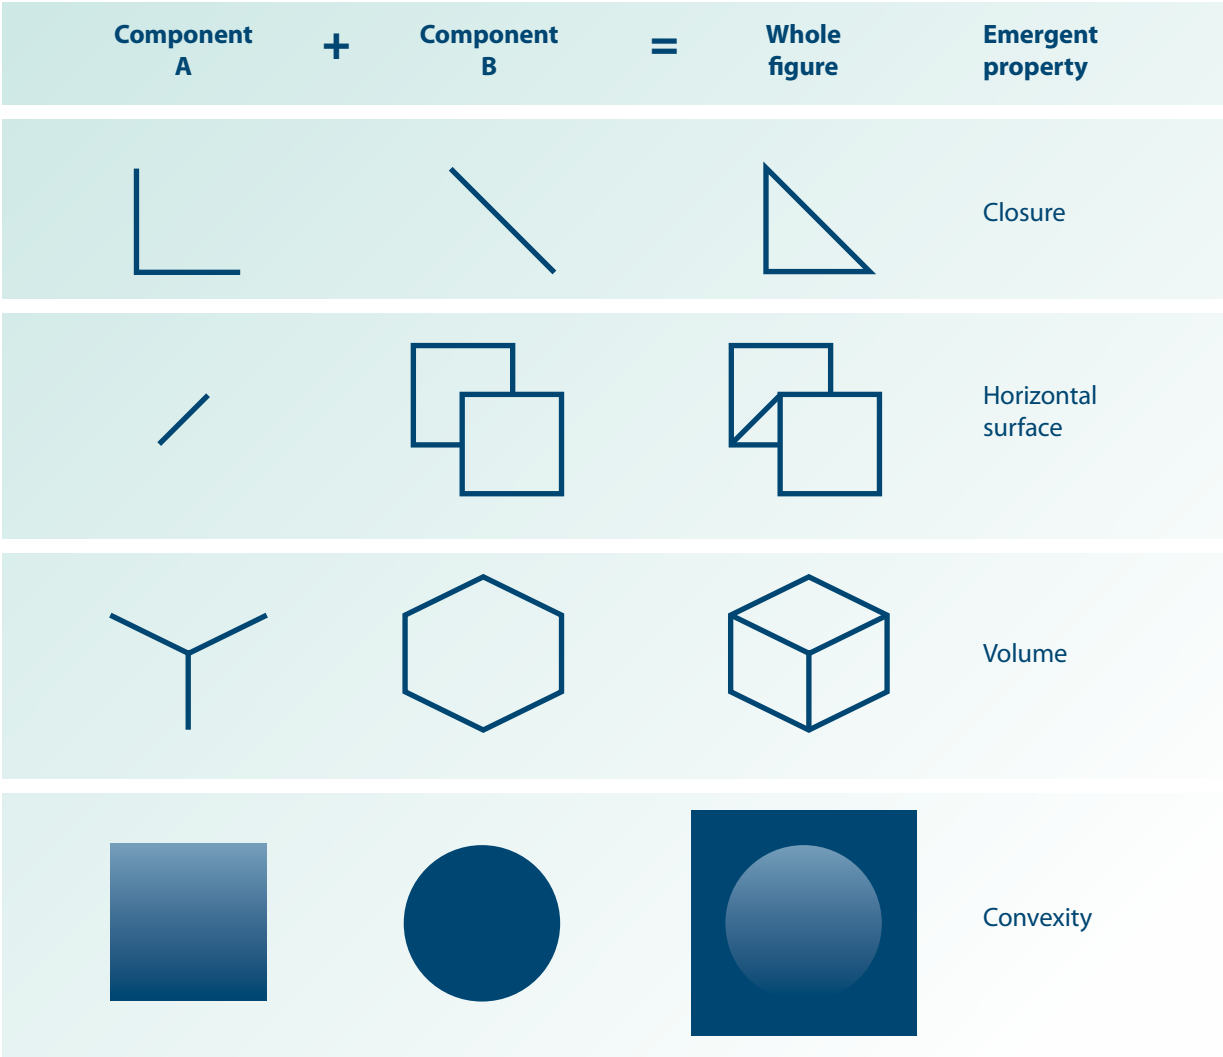 Component
A
+
Component
B
=
Whole
figure
Emergent
property
Closure
Horizontal
surface
Volume
Convexity